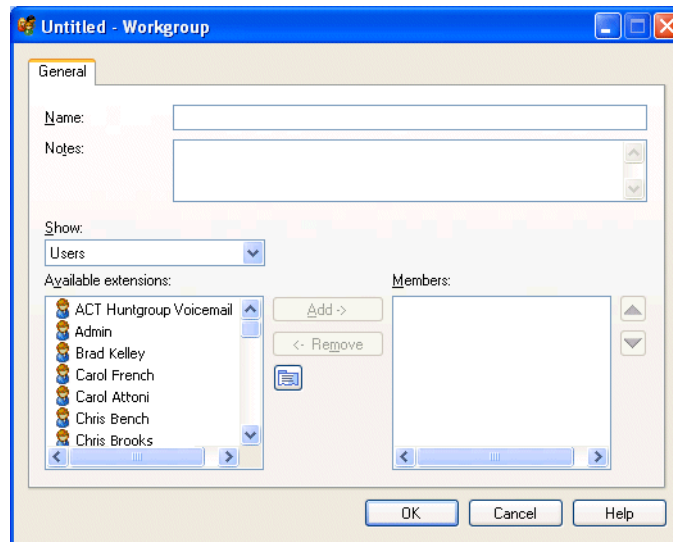 Untitled - Workgroup
General
Name:
Notes:
Show:
Users
Available extensions:
Members:
ACT Huntgroup Voicemail
Admin
Brad Kelley
Carol French
Carol Attoni
Chris Bench
Chris Brooks
Add ->
<- Remove
OK
Cancel
Help